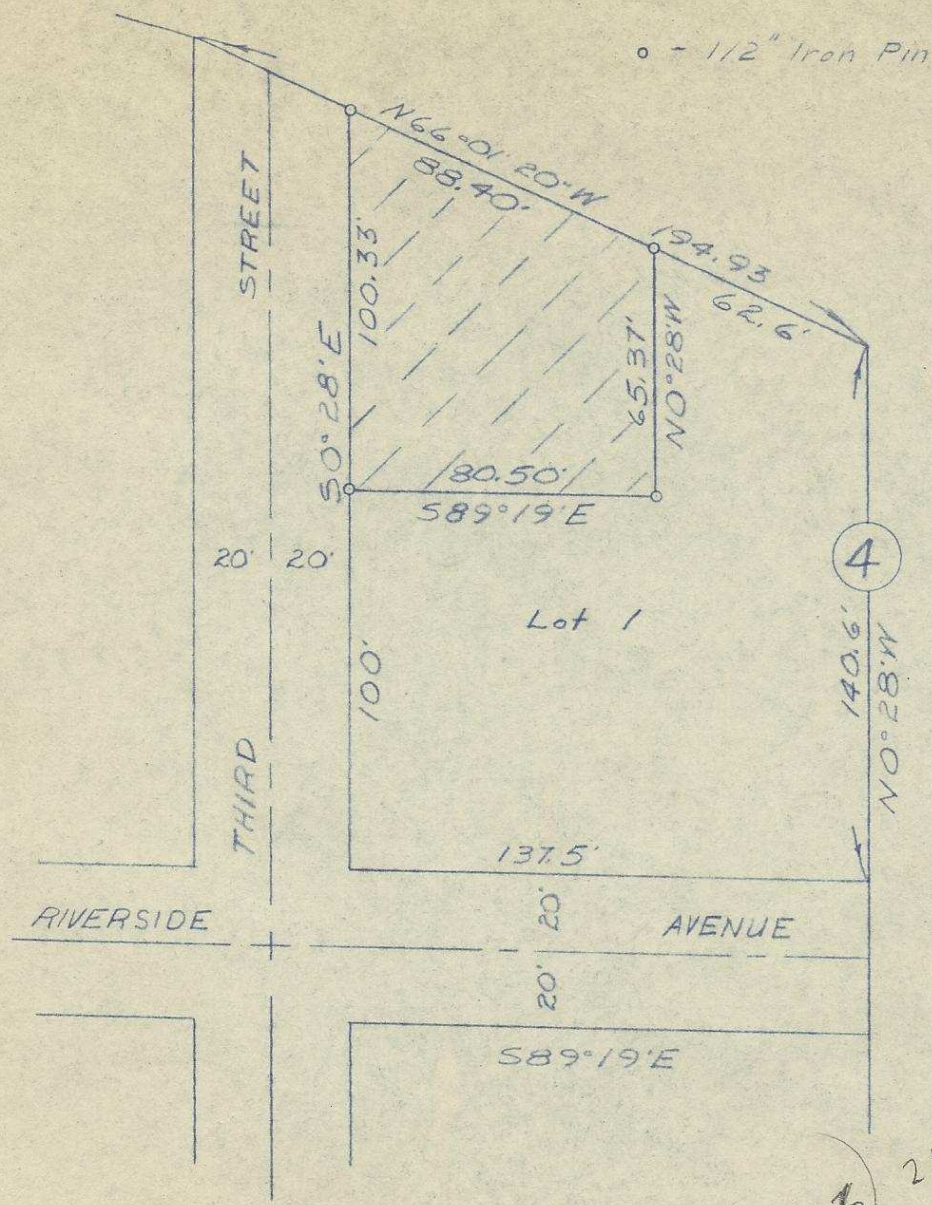 o - 1/2" Iron Pin
N66°01'20"W
88.40'
194.93
62.6'
STREET
100.33'
S0°28'E
65.37'
N0°28'W
80.50'
S89°19'E
20' 20'
4
Lot 1
100'
140.6'
N0°28'W
THIRD
137.5'
RIVERSIDE
20'
AVENUE
20'
S89°19'E
2